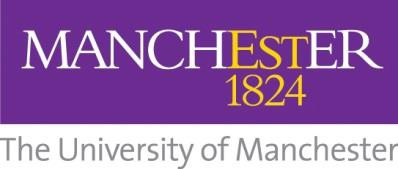 MANCHEsTER
1824
The University of Manchester